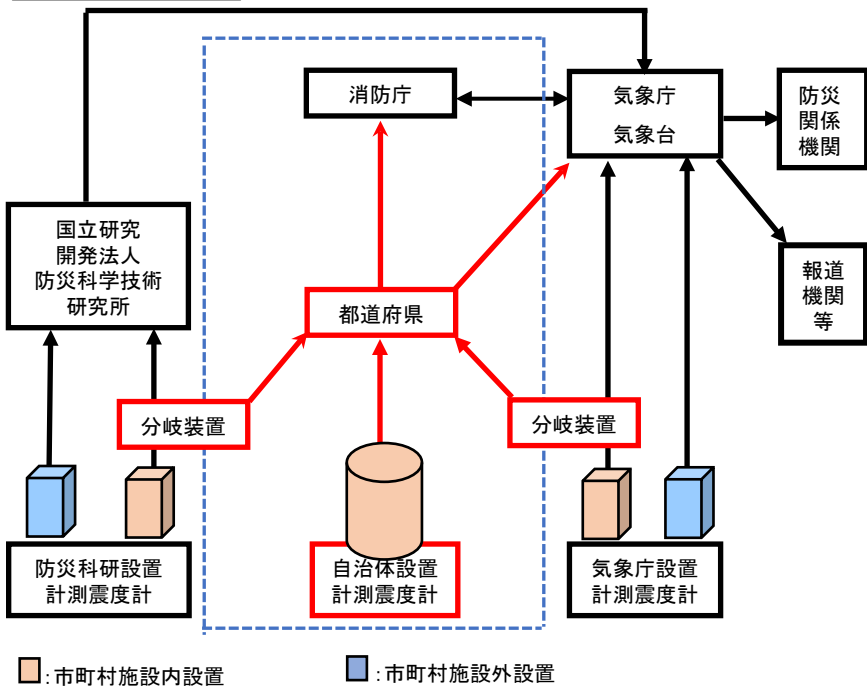 消防庁
気象庁
気象台
防災
関係
機関
国立研究
開発法人
防災科学技術
研究所
都道府県
報道
機関
等
分岐装置
分岐装置
防災科研設置
計測震度計
自治体設置
計測震度計
気象庁設置
計測震度計
:市町村施設内設置
:市町村施設外設置